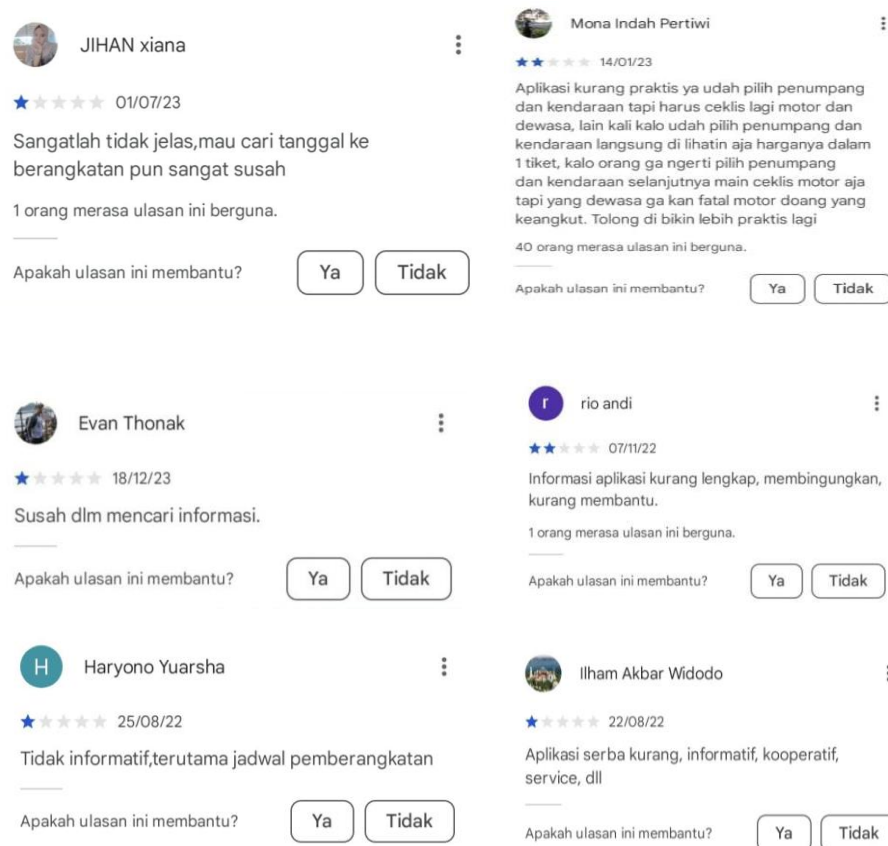 JIHAN xiana
01/07/23
Sangatlah tidak jelas,mau cari tanggal ke
berangkatan pun sangat susah
1 orang merasa ulasan ini berguna.
Apakah ulasan ini membantu?
Ya
Tidak
Mona Indah Pertiwi
14/01/23
Aplikasi kurang praktis ya udah pilih penumpang
dan kendaraan tapi harus ceklis lagi motor dan
dewasa, lain kali kalo udah pilih penumpang dan
kendaraan langsung di lihatin aja harganya dalam
1 tiket, kalo orang ga ngerti pilih penumpang
dan kendaraan selanjutnya main ceklis motor aja
tapi yang dewasa ga kan fatal motor doang yang
keangkut. Tolong di bikin lebih praktis lagi
40 orang merasa ulasan ini berguna.
Apakah ulasan ini membantu?
Ya
Tidak
Evan Thonak
18/12/23
Susah dlm mencari informasi.
Apakah ulasan ini membantu?
Ya
Tidak
r
rio andi
07/11/22
Informasi aplikasi kurang lengkap, membingungkan,
kurang membantu.
1 orang merasa ulasan ini berguna.
Apakah ulasan ini membantu?
Ya
Tidak
H
Haryono Yuarsha
25/08/22
Tidak informatif,terutama jadwal pemberangkatan
Apakah ulasan ini membantu?
Ya
Tidak
Ilham Akbar Widodo
22/08/22
Aplikasi serba kurang, informatif, kooperatif,
service, dll
Apakah ulasan ini membantu?
Ya
Tidak